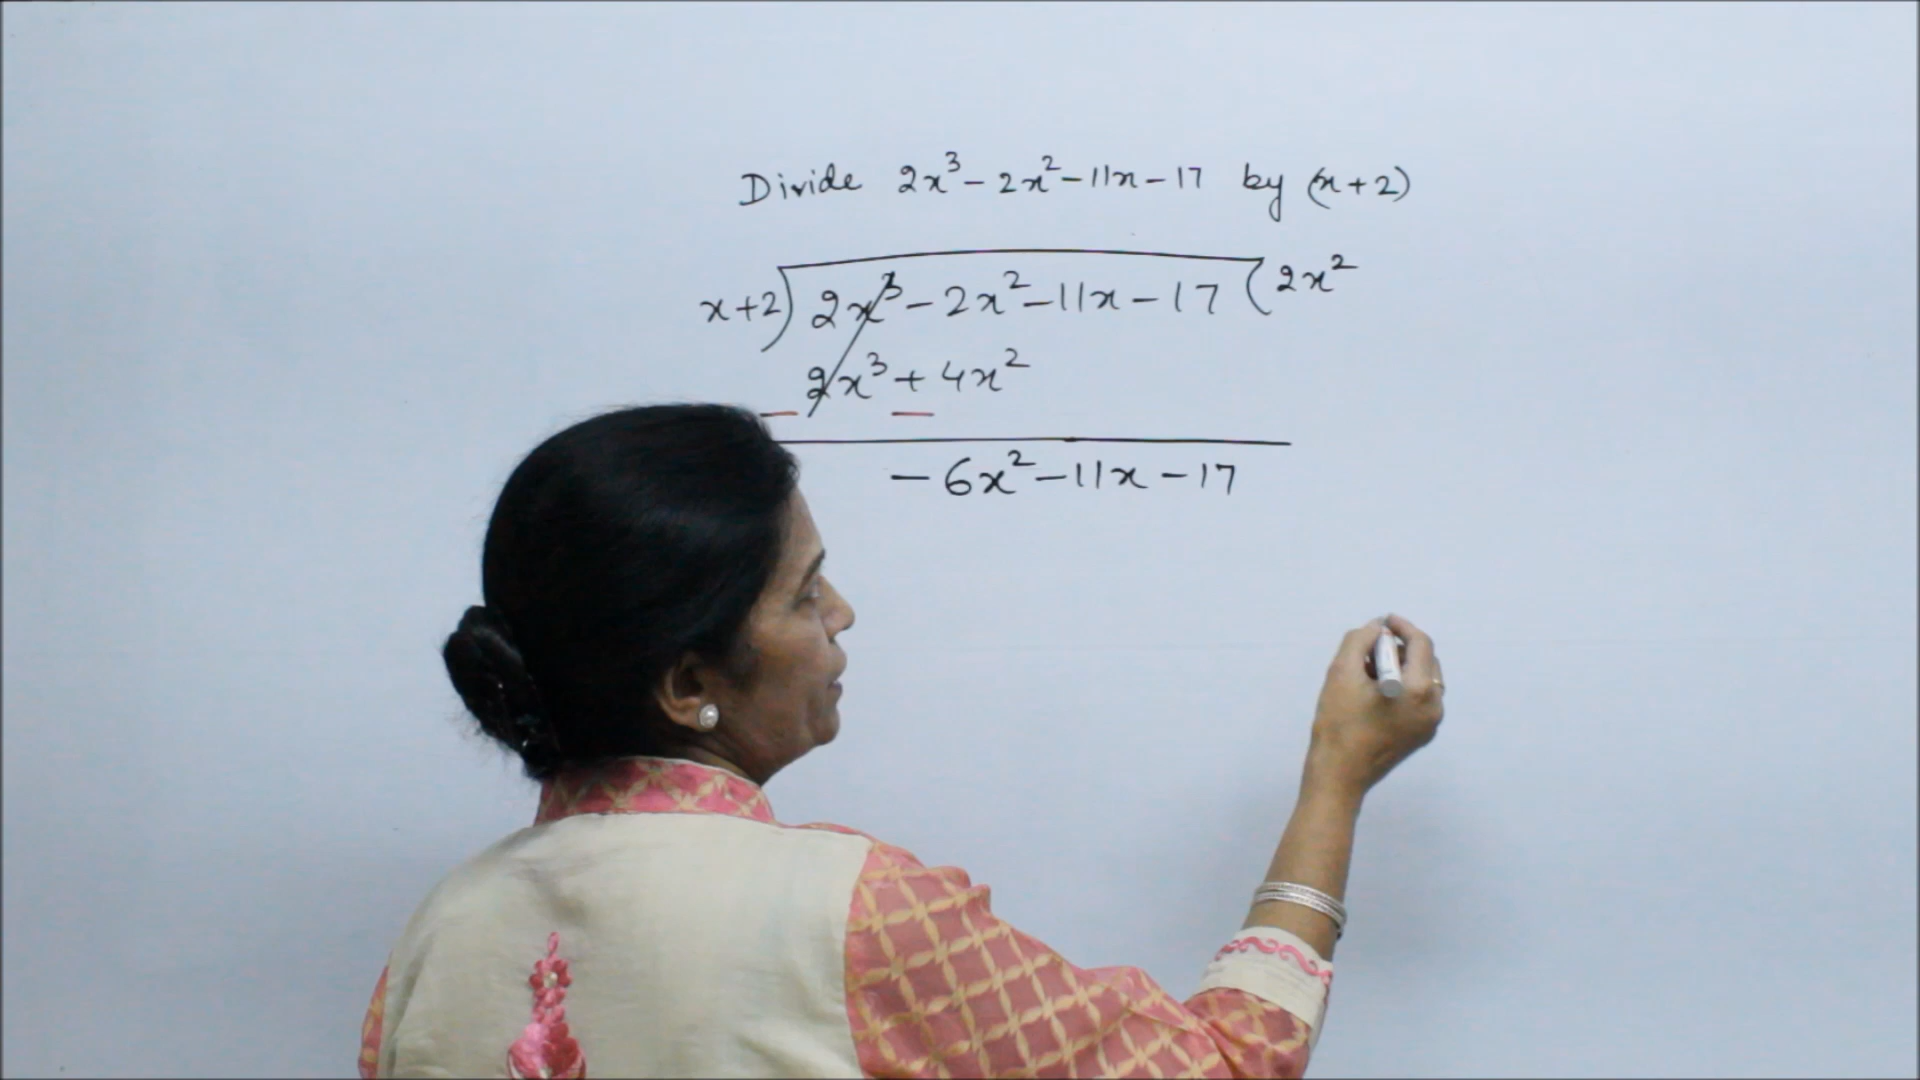 Divide 2x³ - 2x² - 11x - 17 by (x + 2)
x + 2 ) 2x³ - 2x² - 11x - 17 ( 2x²
2x³ + 4x²
— —
- 6x² - 11x - 17